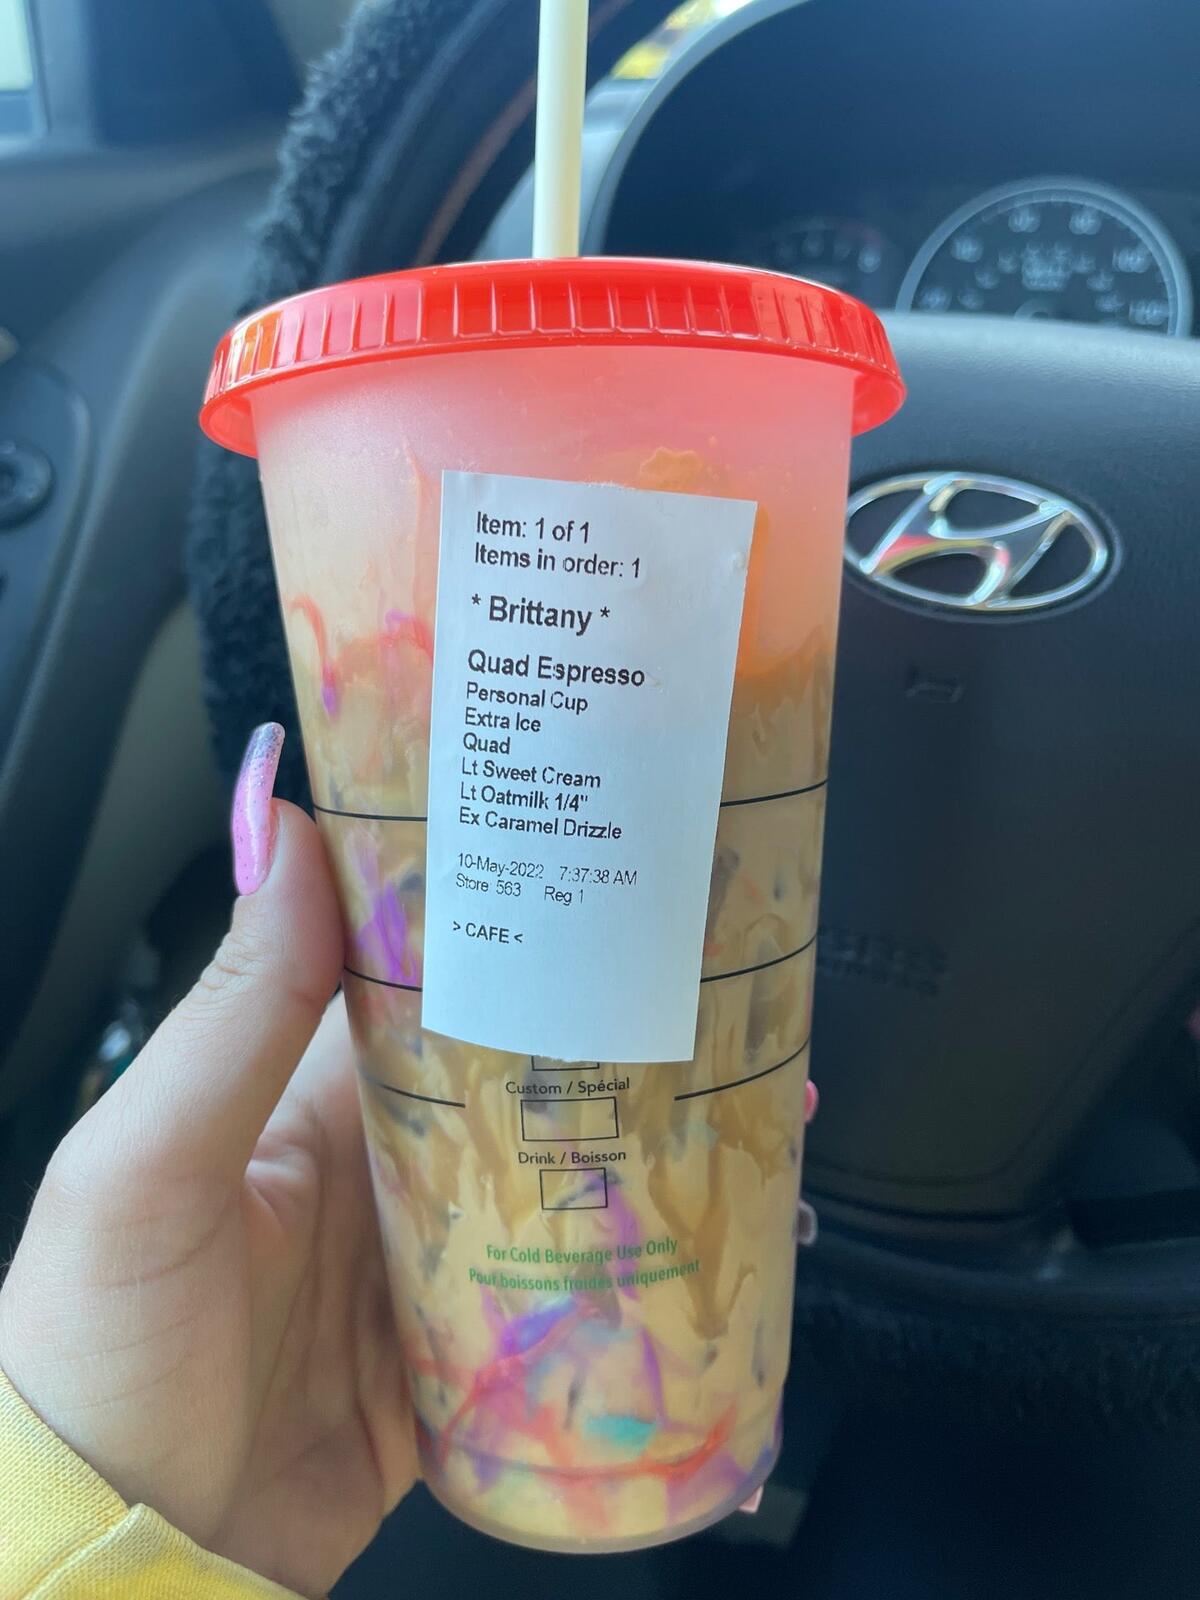 Item: 1 of 1
Items in order: 1
* Brittany *
Quad Espresso
Personal Cup
Extra Ice
Quad
Lt Sweet Cream
Lt Oatmilk 1/4"
Ex Caramel Drizzle
10-May-2022 7:37:38 AM
Store 563 Reg 1
> CAFE <
Custom / Spécial
Drink / Boisson
For Cold Beverage Use Only
Pour boissons froides uniquement